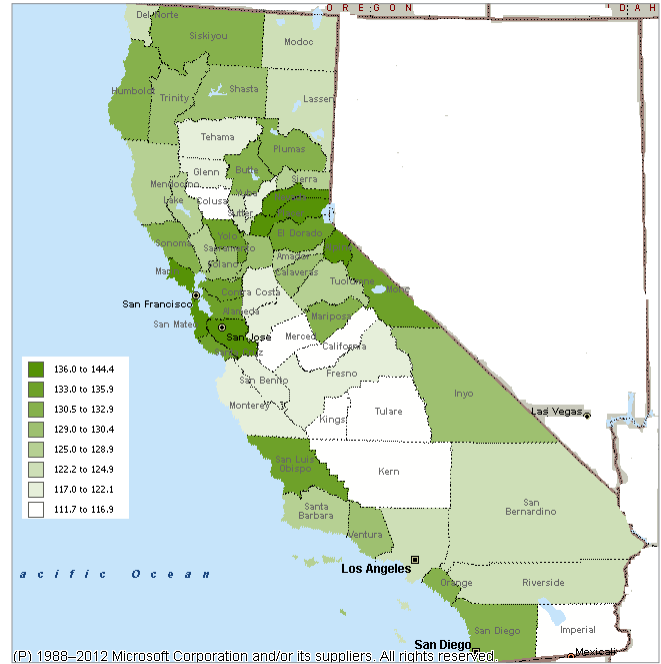 O R E G O N
I D A H
Del Norte
Siskiyou
Modoc
Humboldt
Trinity
Shasta
Lassen
Tehama
Plumas
Glenn
Butte
Mendocino
Sierra
Lake
Colusa
Yuba
Sutter
El Dorado
Sonoma
Yolo
Sacramento
Amador
Solano
Calaveras
Tuolumne
Contra Costa
San Francisco
Alameda
Mariposa
San Mateo
San Jose
Merced
California
San Benito
Fresno
Inyo
Monterey
Kings
Tulare
Las Vegas
136.0 to 144.4
133.0 to 135.9
130.5 to 132.9
129.0 to 130.4
125.0 to 128.9
122.2 to 124.9
117.0 to 122.1
111.7 to 116.9
San Luis
Obispo
Kern
Santa
Barbara
San
Bernardino
Ventura
a c i f i c O c e a n
Los Angeles
Orange
Riverside
San Diego
Imperial
San Diego
Mexicali
(P) 1988–2012 Microsoft Corporation and/or its suppliers. All rights reserved.